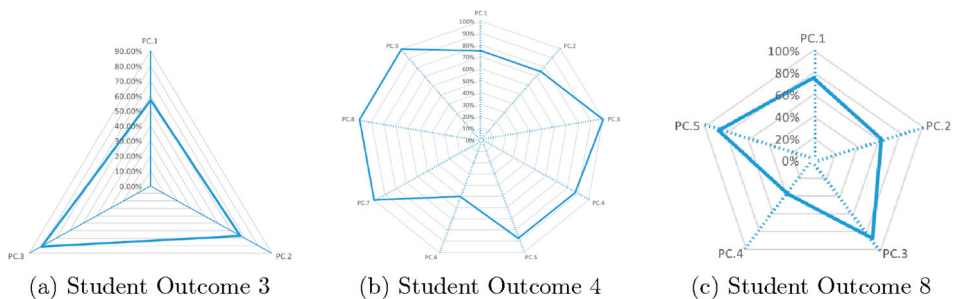 PC.1
90.00%
80.00%
70.00%
60.00%
50.00%
40.00%
30.00%
20.00%
10.00%
0.00%
PC.3
PC.2
(a) Student Outcome 3
PC.1
100%
90%
80%
70%
60%
50%
40%
30%
20%
10%
0%
PC.9
PC.2
PC.8
PC.3
PC.7
PC.4
PC.6
PC.5
(b) Student Outcome 4
PC.1
100%
80%
60%
40%
20%
0%
PC.5
PC.2
PC.4
PC.3
(c) Student Outcome 8